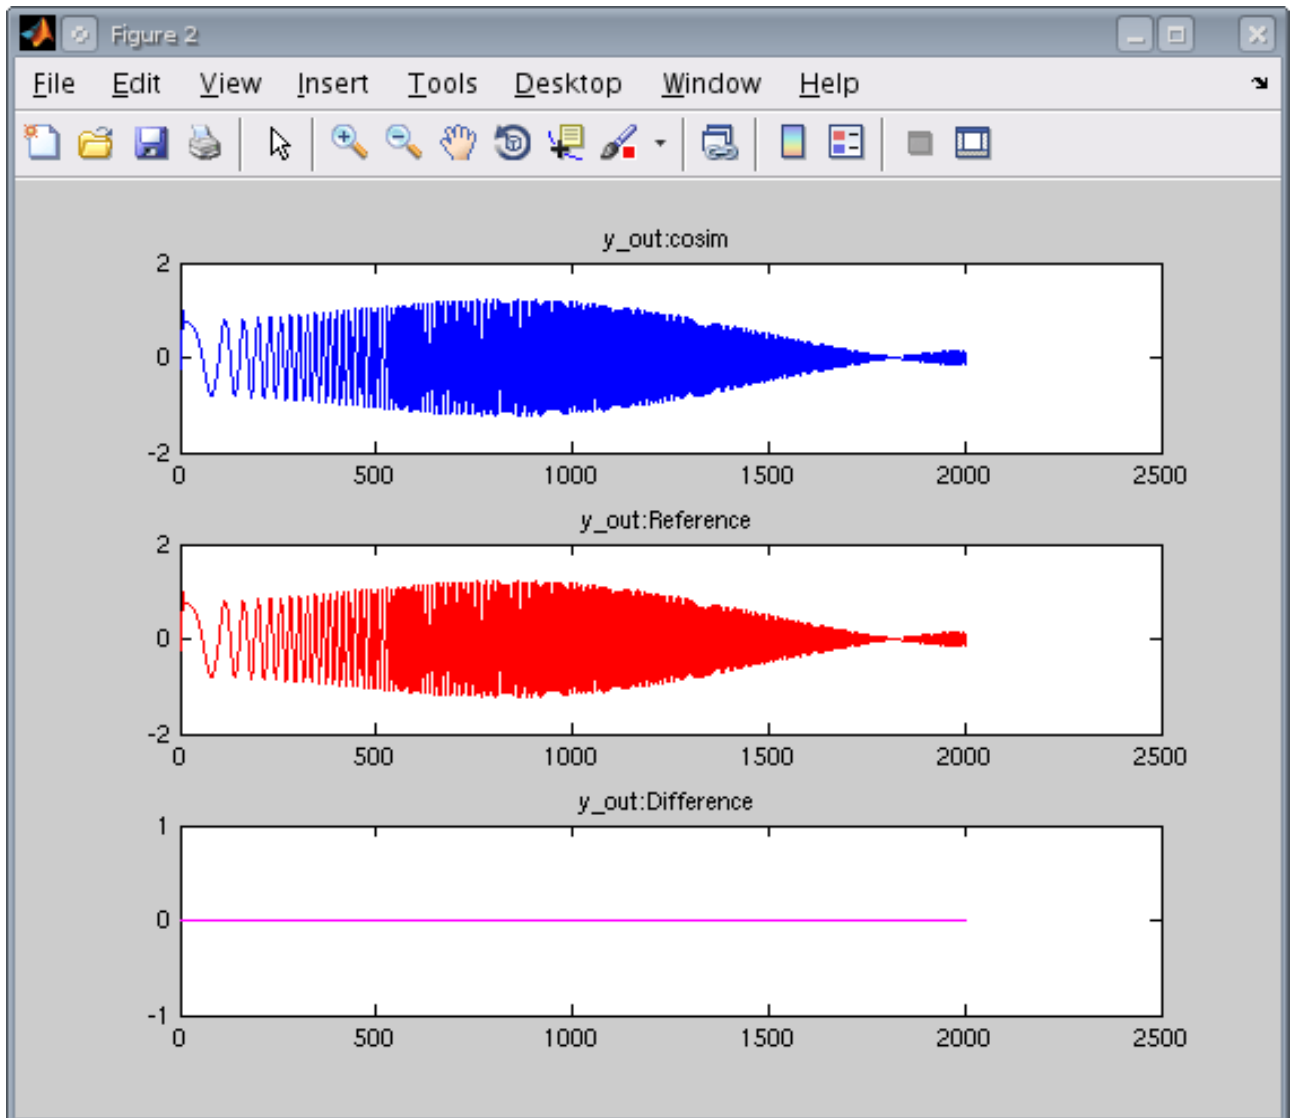 Figure 2
File Edit View Insert Tools Desktop Window Help
y_out:cosim
2
0
-2
0 500 1000 1500 2000 2500
y_out:Reference
2
0
-2
0 500 1000 1500 2000 2500
y_out:Difference
1
0
-1
0 500 1000 1500 2000 2500